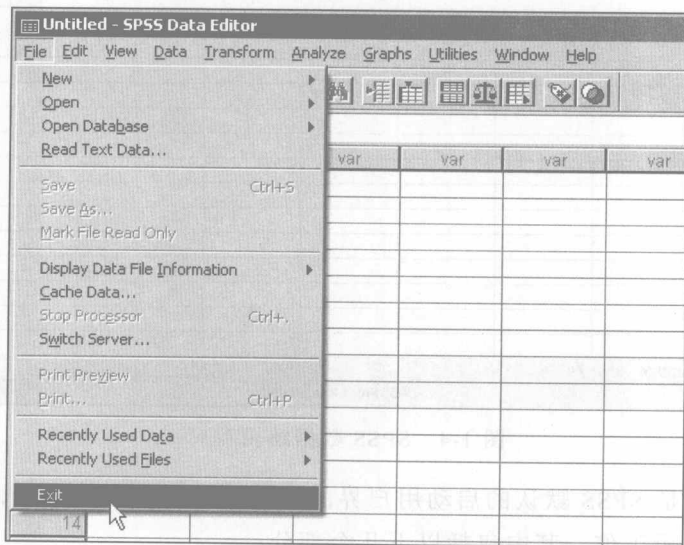 Untitled - SPSS Data Editor
File Edit View Data Transform Analyze Graphs Utilities Window Help
New
Open
Open Database
Read Text Data...
var var var var
Save Ctrl+S
Save As...
Mark File Read Only
Display Data File Information
Cache Data...
Stop Processor Ctrl+.
Switch Server...
Print Preview
Print... Ctrl+P
Recently Used Data
Recently Used Files
Exit
14